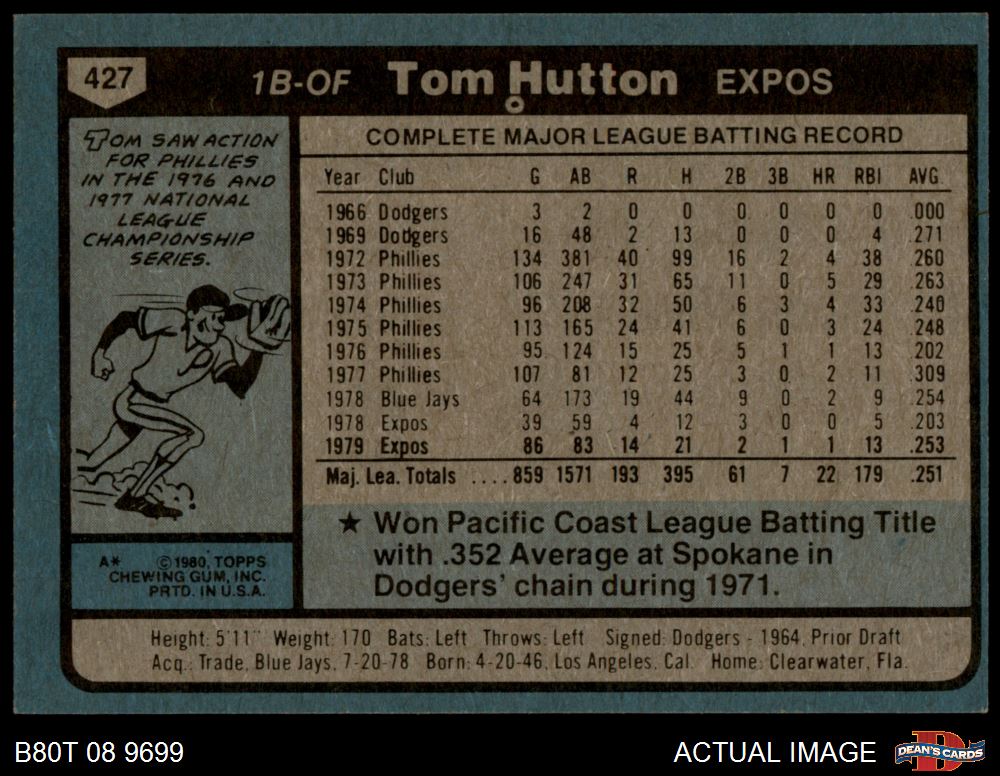 427 1B-OF Tom Hutton EXPOS
TOM SAW ACTION
FOR PHILLIES
IN THE 1976 AND
1977 NATIONAL
LEAGUE
CHAMPIONSHIP
SERIES.
P
A* ©1980, TOPPS
CHEWING GUM, INC.
PRTD. IN U.S.A.
COMPLETE MAJOR LEAGUE BATTING RECORD
Year Club G AB R H 2B 3B HR RBI AVG.
1966 Dodgers 3 2 0 0 0 0 0 0 .000
1969 Dodgers 16 48 2 13 0 0 0 4 .271
1972 Phillies 134 381 40 99 16 2 4 38 .260
1973 Phillies 106 247 31 65 11 0 5 29 .263
1974 Phillies 96 208 32 50 6 3 4 33 .240
1975 Phillies 113 165 24 41 6 0 3 24 .248
1976 Phillies 95 124 15 25 5 1 1 13 .202
1977 Phillies 107 81 12 25 3 0 2 11 .309
1978 Blue Jays 64 173 19 44 9 0 2 9 .254
1978 Expos 39 59 4 12 3 0 0 5 .203
1979 Expos 86 83 14 21 2 1 1 13 .253
Maj. Lea. Totals .... 859 1571 193 395 61 7 22 179 .251
★ Won Pacific Coast League Batting Title
with .352 Average at Spokane in
Dodgers' chain during 1971.
Height: 5'11" Weight: 170 Bats: Left Throws: Left Signed: Dodgers - 1964, Prior Draft
Acq.: Trade, Blue Jays, 7-20-78 Born: 4-20-46, Los Angeles, Cal. Home: Clearwater, Fla.
B80T 08 9699 ACTUAL IMAGE D DEAN'S CARDS